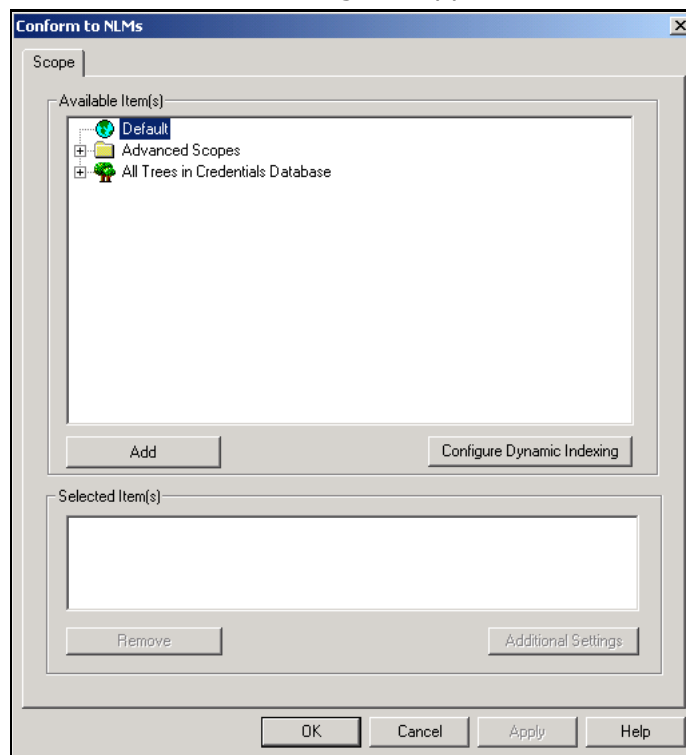 Conform to NLMs
Scope
Available Item(s)
Default
Advanced Scopes
All Trees in Credentials Database
Add
Configure Dynamic Indexing
Selected Item(s)
Remove
Additional Settings
OK
Cancel
Apply
Help